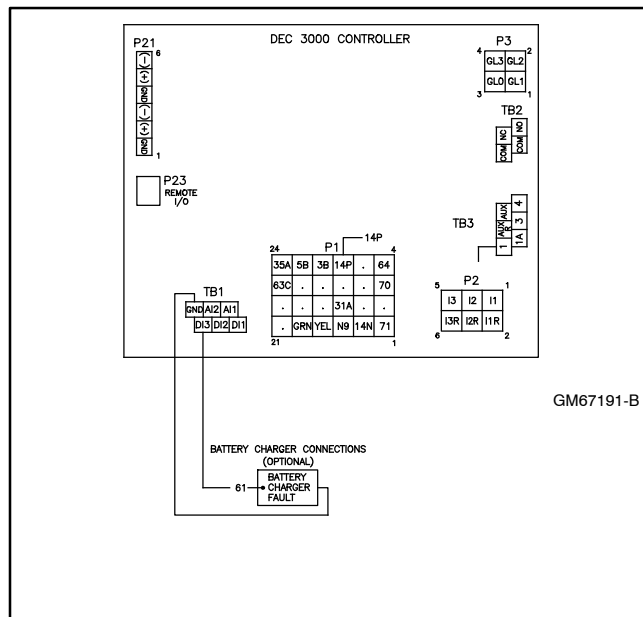 DEC 3000 CONTROLLER
P21
6
(-)
(+)
GND
(-)
(+)
GND
1
P23
REMOTE
I/O
P3
4 2
GL3 GL2
GL0 GL1
3 1
TB2
NC NO
COM COM
TB3
AUX 4
AUX R 3
1 1A
P1
14P
24 4
35A 5B 3B 14P . 64
63C . . . . 70
. . . 31A . .
. GRN YEL N9 14N 71
21 1
P2
5 1
I3 I2 I1
I3R I2R I1R
6 2
TB1
GND AI2 AI1
DI3 DI2 DI1
GM67191-B
BATTERY CHARGER CONNECTIONS
(OPTIONAL)
61
BATTERY
CHARGER
FAULT